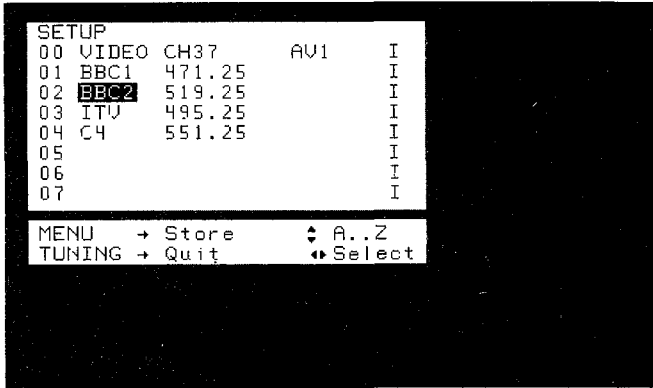 SETUP
00 VIDEO CH37 AV1 I
01 BBC1 471.25 I
02 BBC2 519.25 I
03 ITV 495.25 I
04 C4 551.25 I
05 I
06 I
07 I
MENU → Store ▲▼ A..Z
TUNING → Quit ◀▶ Select